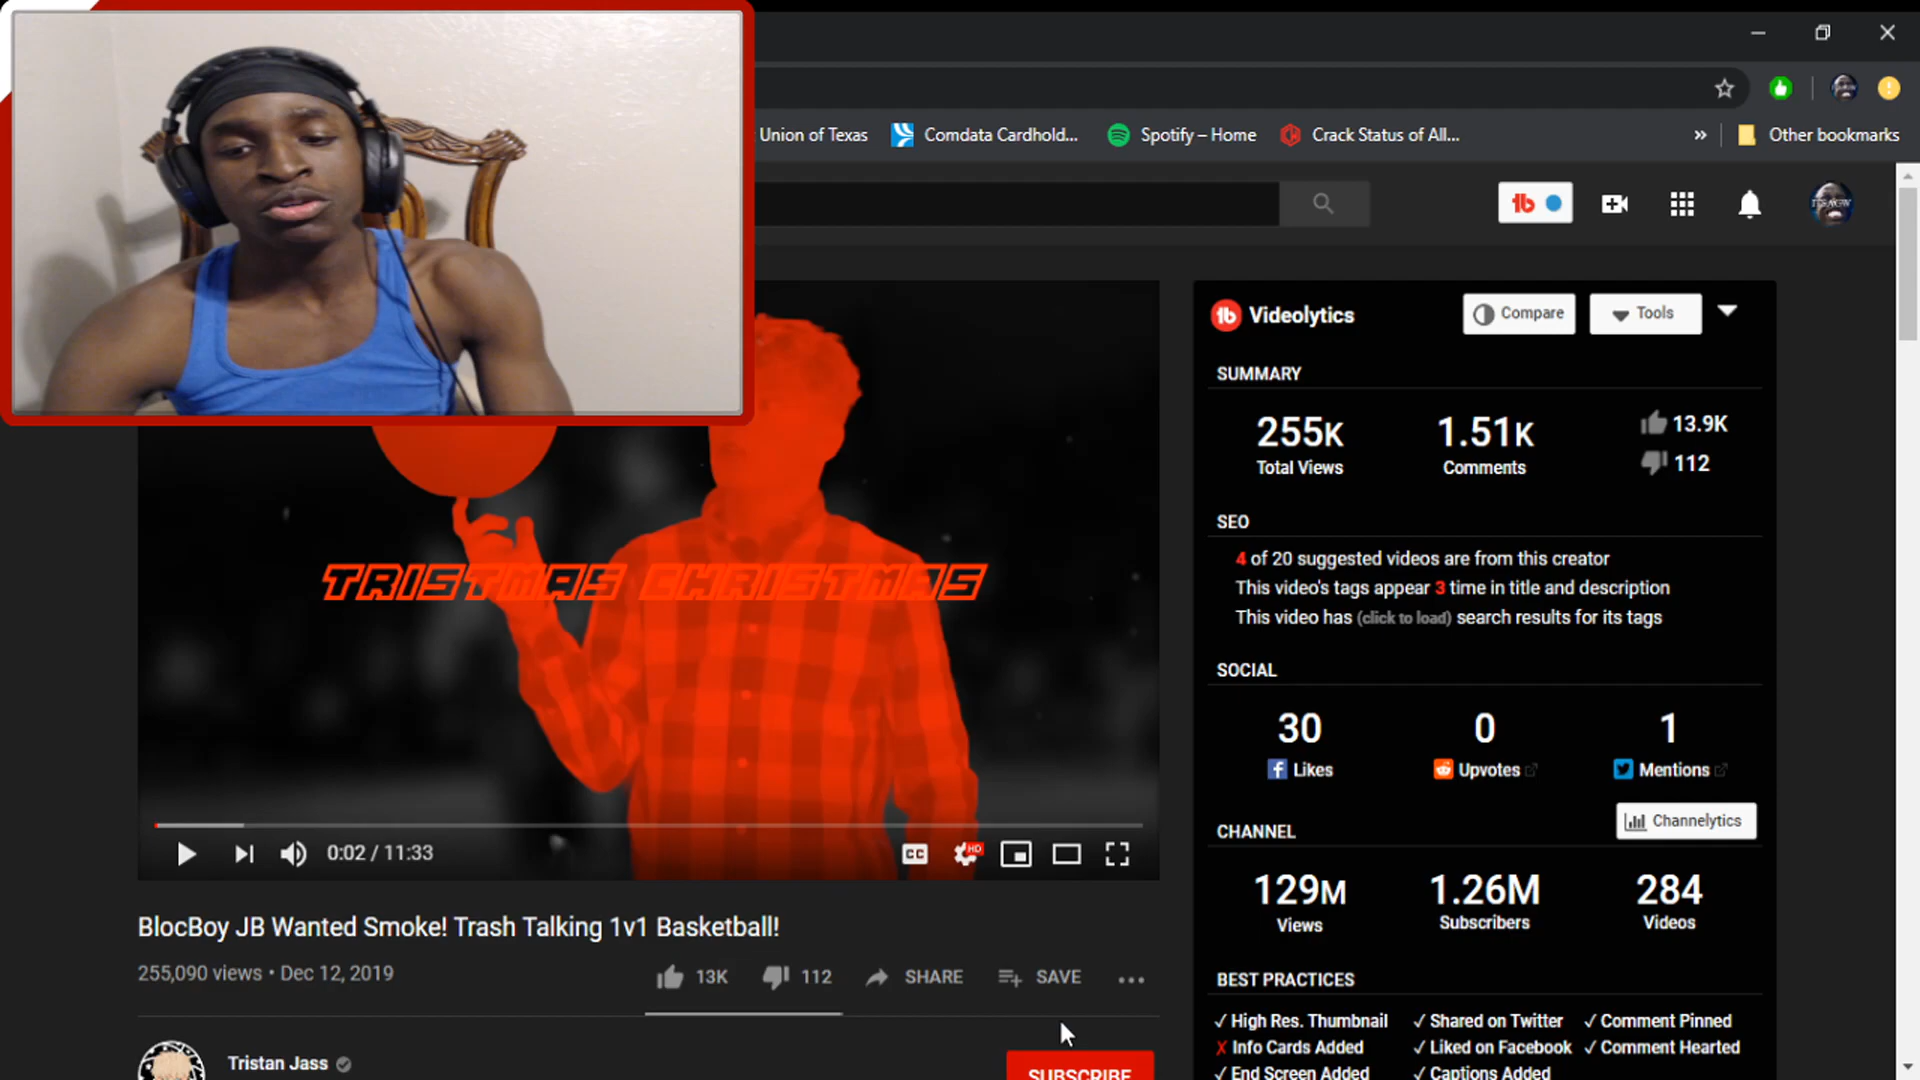 Union of Texas Comdata Cardhold... Spotify – Home Crack Status of All... » Other bookmarks
Videolytics Compare Tools
SUMMARY
255K 1.51K 13.9K
Total Views Comments 112
SEO
4 of 20 suggested videos are from this creator
This video's tags appear 3 time in title and description
This video has (click to load) search results for its tags
SOCIAL
30 0 1
Likes Upvotes Mentions
CHANNEL Channelytics
129M 1.26M 284
Views Subscribers Videos
BEST PRACTICES
✓ High Res. Thumbnail ✓ Shared on Twitter ✓ Comment Pinned
✗ Info Cards Added ✓ Liked on Facebook ✓ Comment Hearted
✓ End Screen Added ✓ Captions Added
TRISTMAS CHRISTMAS
0:02 / 11:33 CC HD
BlocBoy JB Wanted Smoke! Trash Talking 1v1 Basketball!
255,090 views • Dec 12, 2019 13K 112 SHARE SAVE ...
Tristan Jass SUBSCRIBE